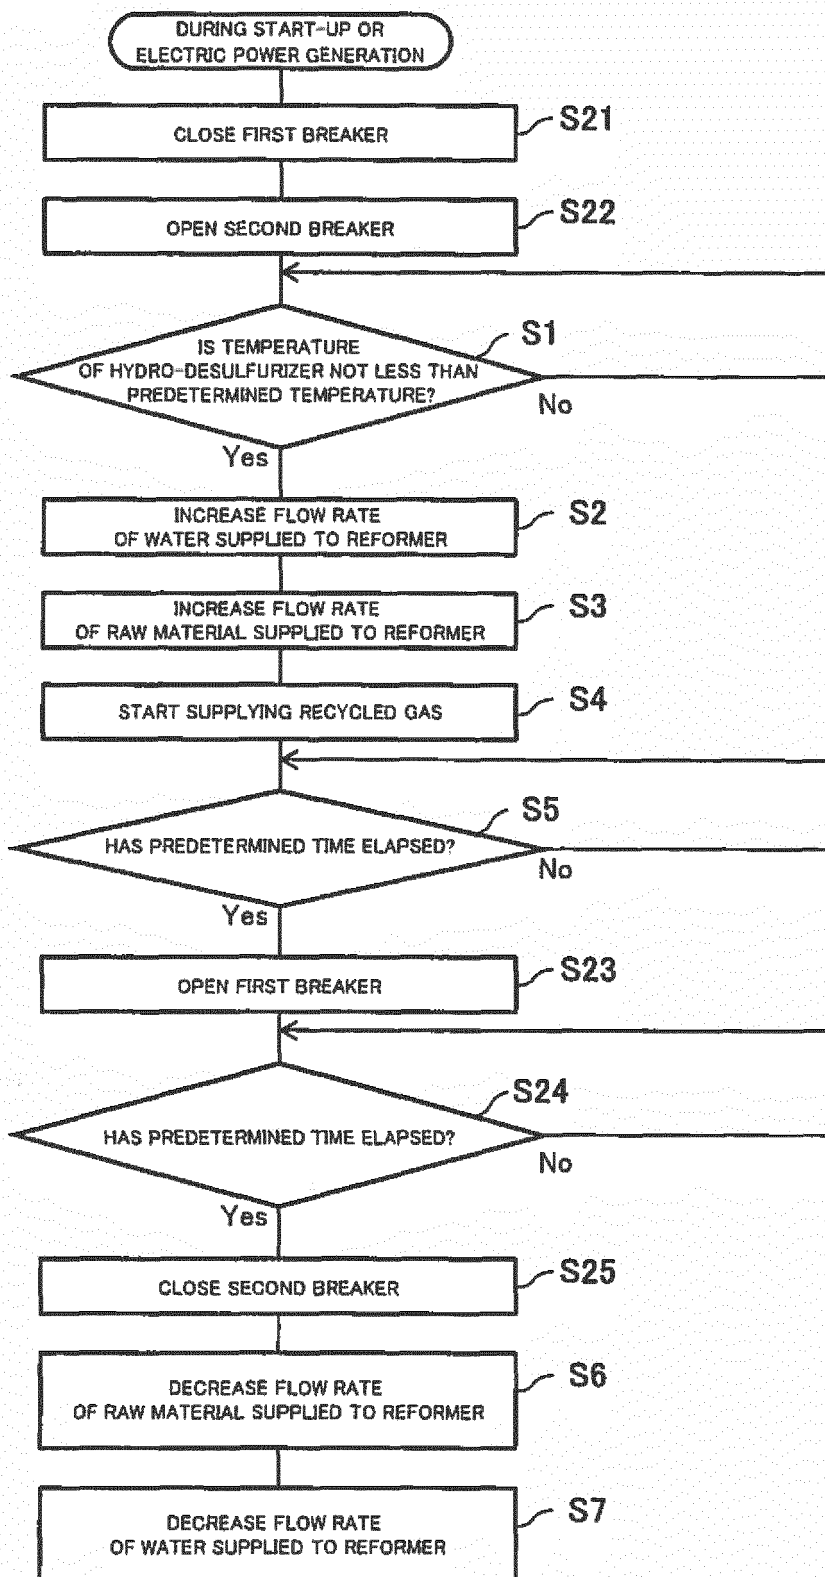 DURING START-UP OR
ELECTRIC POWER GENERATION
CLOSE FIRST BREAKER
S21
OPEN SECOND BREAKER
S22
IS TEMPERATURE
OF HYDRO-DESULFURIZER NOT LESS THAN
PREDETERMINED TEMPERATURE?
S1
No
Yes
INCREASE FLOW RATE
OF WATER SUPPLIED TO REFORMER
S2
INCREASE FLOW RATE
OF RAW MATERIAL SUPPLIED TO REFORMER
S3
START SUPPLYING RECYCLED GAS
S4
HAS PREDETERMINED TIME ELAPSED?
S5
No
Yes
OPEN FIRST BREAKER
S23
HAS PREDETERMINED TIME ELAPSED?
S24
No
Yes
CLOSE SECOND BREAKER
S25
DECREASE FLOW RATE
OF RAW MATERIAL SUPPLIED TO REFORMER
S6
DECREASE FLOW RATE
OF WATER SUPPLIED TO REFORMER
S7